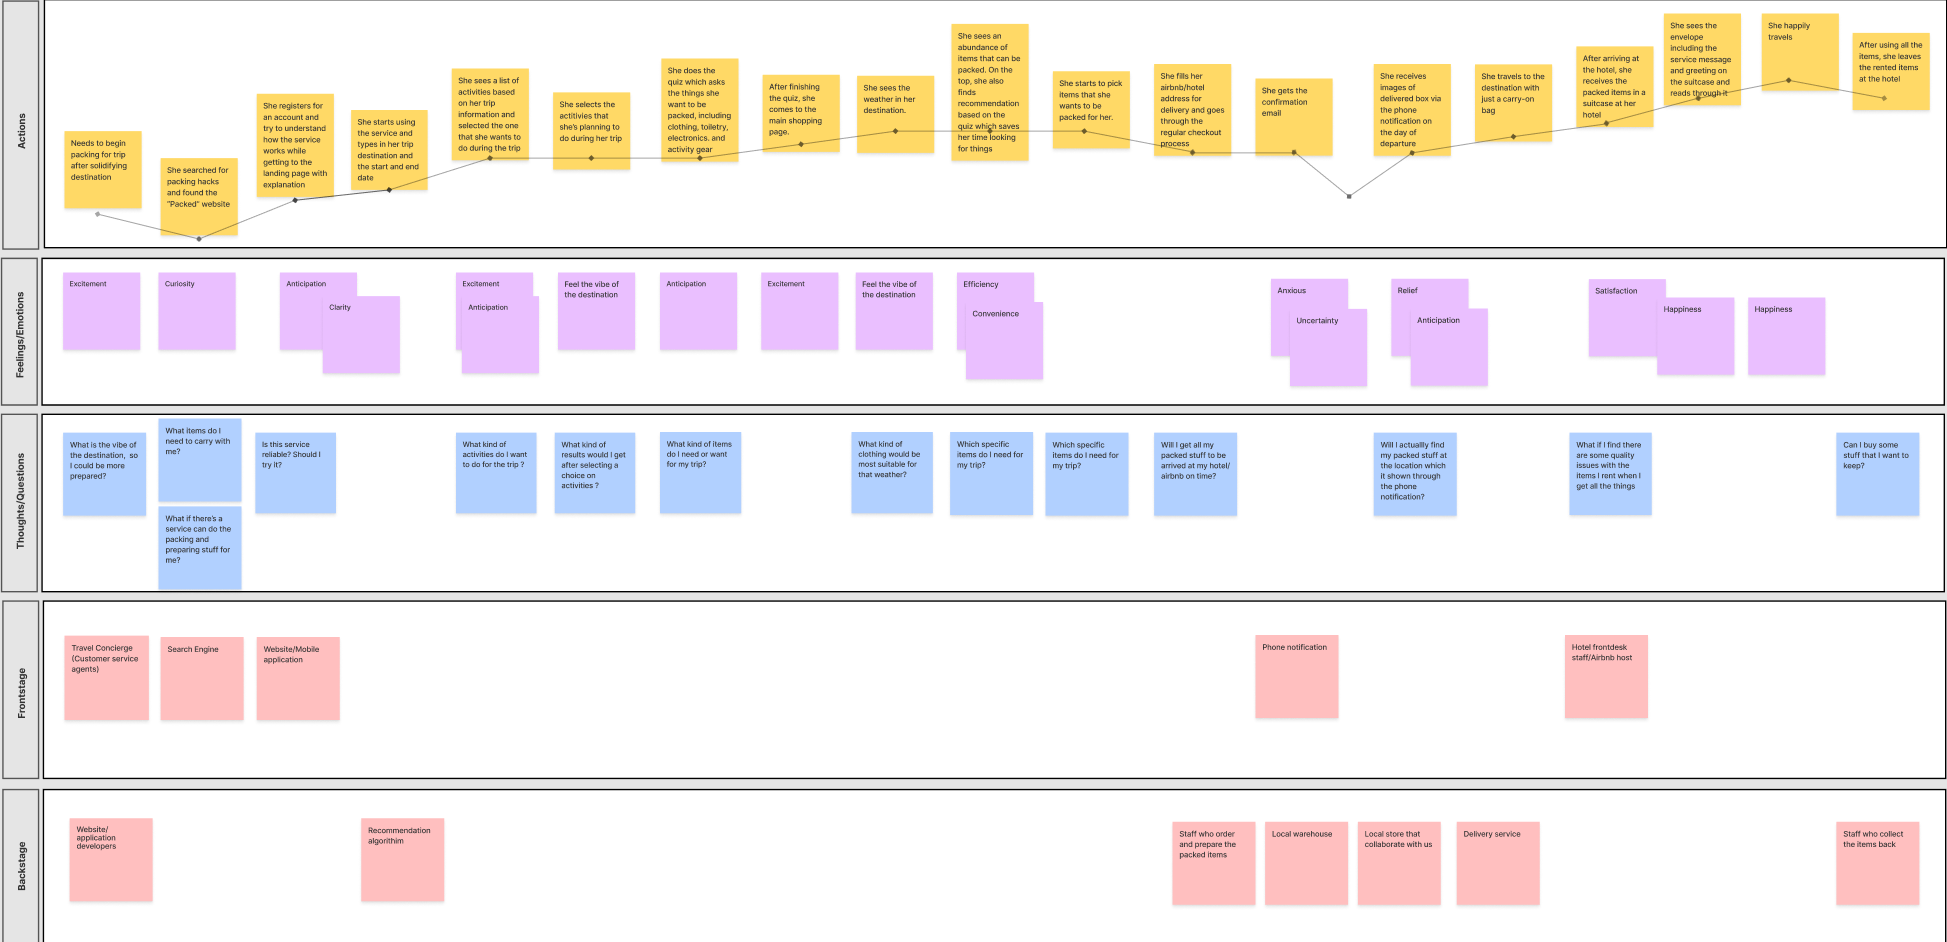 Actions
Needs to begin
packing for trip
after solidifying
destination
She searched for
packing hacks
and found the
"Packed" website
She registers for
an account and
try to understand
how the service
works while
getting to the
landing page with
explanation
She starts using
the service and
types in her trip
destination and
the start and end
date
She sees a list of
activities based
on her trip
information and
selected the one
that she wants to
do during the trip
She selects the
actitivies that
she's planning to
do during her trip
She does the
quiz which asks
the things she
want to be
packed, including
clothing, toiletry,
electronics. and
activity gear
After finishing
the quiz, she
comes to the
main shopping
page.
She sees the
weather in her
destination.
She sees an
abundance of
items that can be
packed. On the
top, she also
finds
recommendation
based on the
quiz which saves
her time looking
for things
She starts to pick
items that she
wants to be
packed for her.
She fills her
airbnb/hotel
address for
delivery and goes
through the
regular checkout
process
She gets the
confirmation
email
She receives
images of
delivered box via
the phone
notification on
the day of
departure
She travels to the
destination with
just a carry-on
bag
After arriving at
the hotel, she
receives the
packed items in a
suitcase at her
hotel
She sees the
envelope
including the
service message
and greeting on
the suitcase and
reads through it
She happily
travels
After using all the
items, she leaves
the rented items
at the hotel
Feelings/Emotions
Excitement
Curiosity
Anticipation
Clarity
Excitement
Anticipation
Feel the vibe of
the destination
Anticipation
Excitement
Feel the vibe of
the destination
Efficiency
Convenience
Anxious
Uncertainty
Relief
Anticipation
Satisfaction
Happiness
Happiness
Thoughts/Questions
What is the vibe of
the destination, so
I could be more
prepared?
What items do I
need to carry with
me?
What if there's a
service can do the
packing and
preparing stuff for
me?
Is this service
reliable? Should I
try it?
What kind of
activities do I want
to do for the trip ?
What kind of
results would I get
after selecting a
choice on
activities ?
What kind of items
do I need or want
for my trip?
What kind of
clothing would be
most suitable for
that weather?
Which specific
items do I need for
my trip?
Which specific
items do I need for
my trip?
Will I get all my
packed stuff to be
arrived at my hotel/
airbnb on time?
Will I actuallly find
my packed stuff at
the location which
it shown through
the phone
notification?
What if I find there
are some quality
issues with the
items I rent when I
get all the things
Can I buy some
stuff that I want to
keep?
Frontstage
Travel Concierge
(Customer service
agents)
Search Engine
Website/Mobile
application
Phone notification
Hotel frontdesk
staff/Airbnb host
Backstage
Website/
application
developers
Recommendation
algorithim
Staff who order
and prepare the
packed items
Local warehouse
Local store that
collaborate with us
Delivery service
Staff who collect
the items back